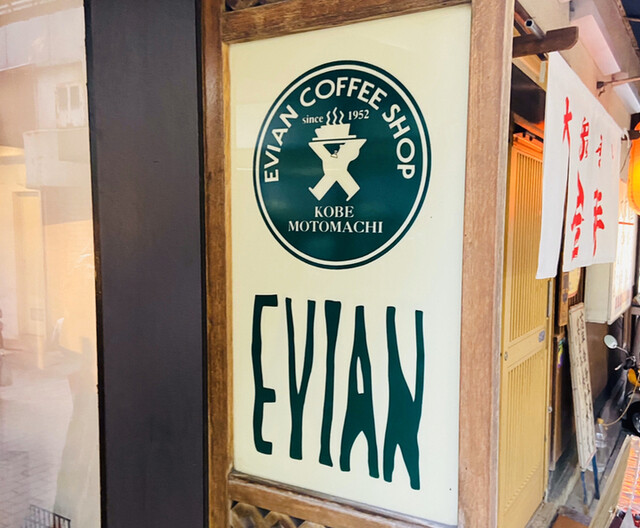 EVIAN COFFEE SHOP
since 1952
KOBE
MOTOMACHI
EVIAN